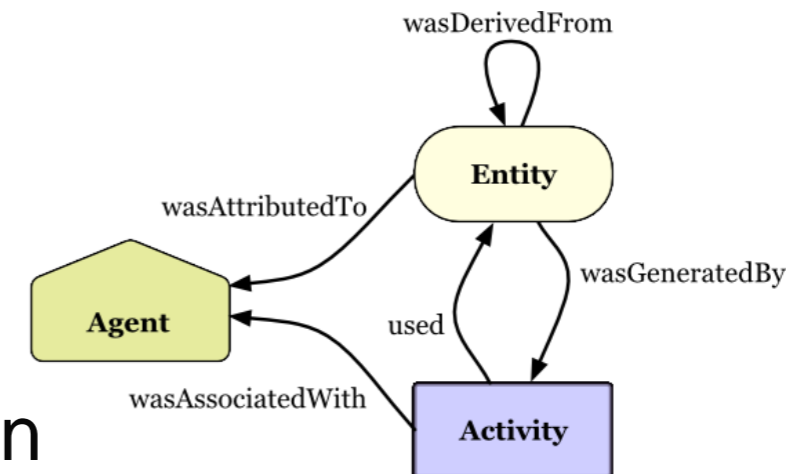 wasDerivedFrom
Entity
wasAttributedTo
wasGeneratedBy
Agent
used
wasAssociatedWith
n
Activity